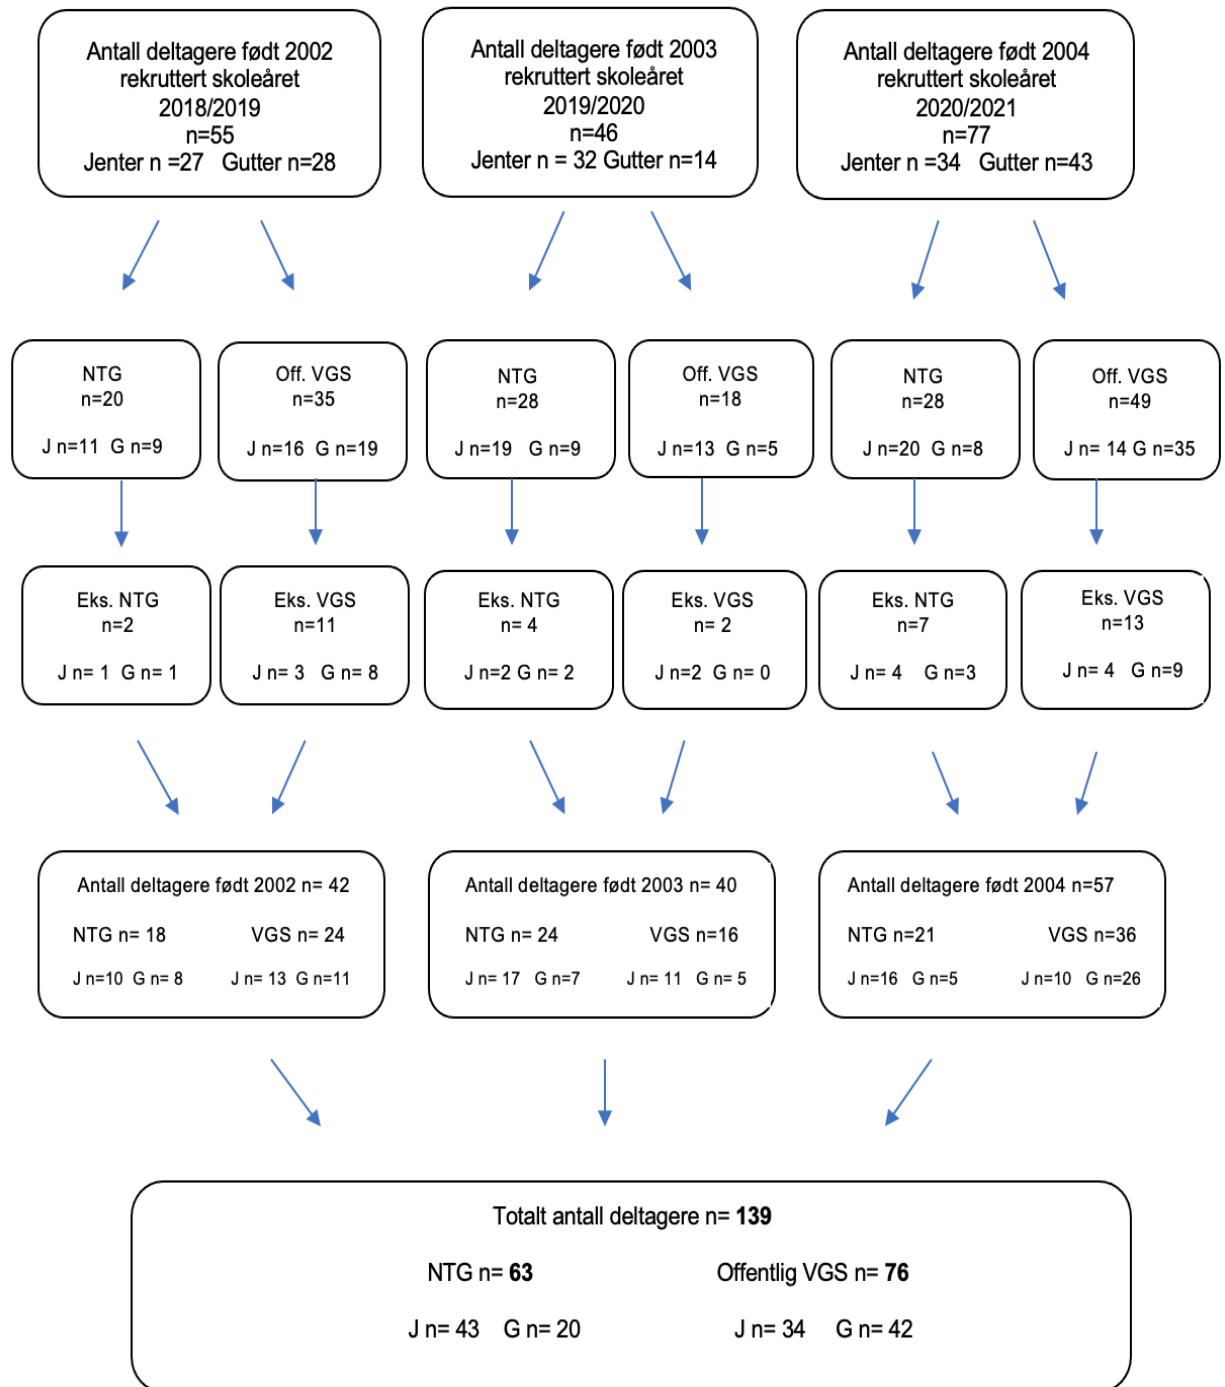 Antall deltagere født 2002
rekruttert skoleåret
2018/2019
n=55
Jenter n =27 Gutter n=28
Antall deltagere født 2003
rekruttert skoleåret
2019/2020
n=46
Jenter n = 32 Gutter n=14
Antall deltagere født 2004
rekruttert skoleåret
2020/2021
n=77
Jenter n =34 Gutter n=43
NTG
n=20
J n=11 G n=9
Off. VGS
n=35
J n=16 G n=19
NTG
n=28
J n=19 G n=9
Off. VGS
n=18
J n=13 G n=5
NTG
n=28
J n=20 G n=8
Off. VGS
n=49
J n= 14 G n=35
Eks. NTG
n=2
J n= 1 G n= 1
Eks. VGS
n=11
J n= 3 G n= 8
Eks. NTG
n= 4
J n=2 G n= 2
Eks. VGS
n= 2
J n=2 G n= 0
Eks. NTG
n=7
J n= 4 G n=3
Eks. VGS
n=13
J n= 4 G n=9
Antall deltagere født 2002 n= 42
NTG n= 18 VGS n= 24
J n=10 G n= 8 J n= 13 G n=11
Antall deltagere født 2003 n= 40
NTG n= 24 VGS n=16
J n= 17 G n=7 J n= 11 G n= 5
Antall deltagere født 2004 n=57
NTG n=21 VGS n=36
J n=16 G n=5 J n=10 G n=26
Totalt antall deltagere n= 139
NTG n= 63 Offentlig VGS n= 76
J n= 43 G n= 20 J n= 34 G n= 42